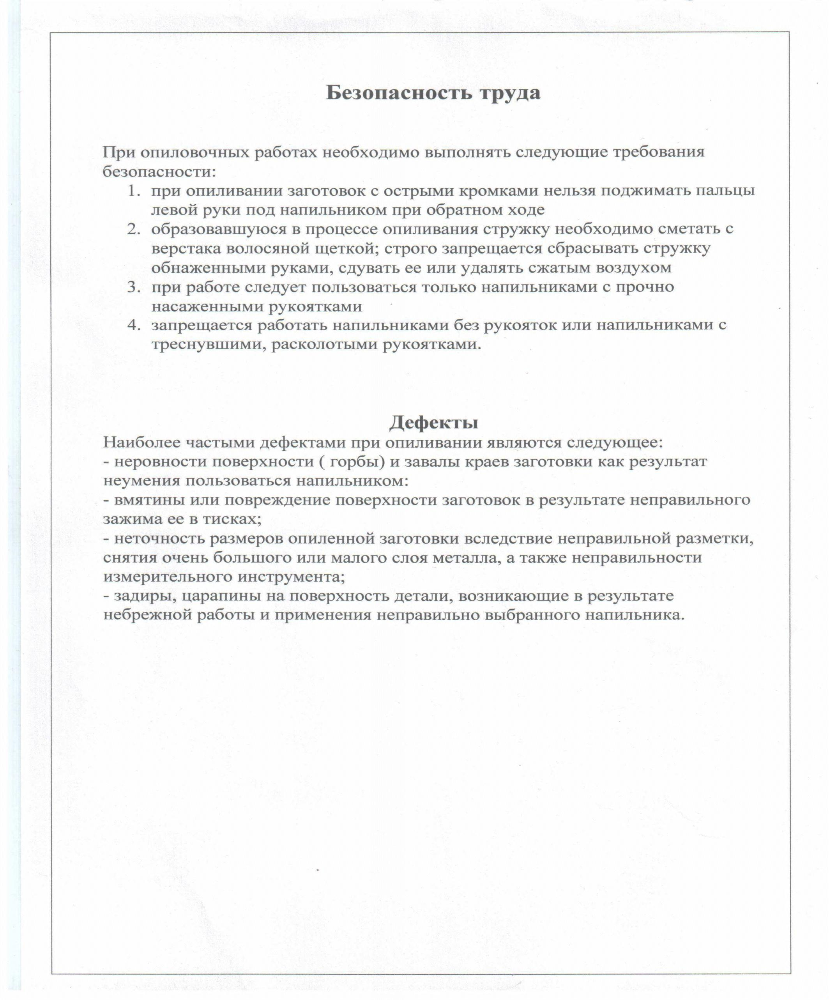 Безопасность труда
При опиловочных работах необходимо выполнять следующие требования
безопасности:
1. при опиливании заготовок с острыми кромками нельзя поджимать пальцы
левой руки под напильником при обратном ходе
2. образовавшуюся в процессе опиливания стружку необходимо сметать с
верстака волосяной щеткой; строго запрещается сбрасывать стружку
обнаженными руками, сдувать ее или удалять сжатым воздухом
3. при работе следует пользоваться только напильниками с прочно
насаженными рукоятками
4. запрещается работать напильниками без рукояток или напильниками с
треснувшими, расколотыми рукоятками.
Дефекты
Наиболее частыми дефектами при опиливании являются следующее:
- неровности поверхности ( горбы) и завалы краев заготовки как результат
неумения пользоваться напильником:
- вмятины или повреждение поверхности заготовок в результате неправильного
зажима ее в тисках;
- неточность размеров опиленной заготовки вследствие неправильной разметки,
снятия очень большого или малого слоя металла, а также неправильности
измерительного инструмента;
- задиры, царапины на поверхность детали, возникающие в результате
небрежной работы и применения неправильно выбранного напильника.